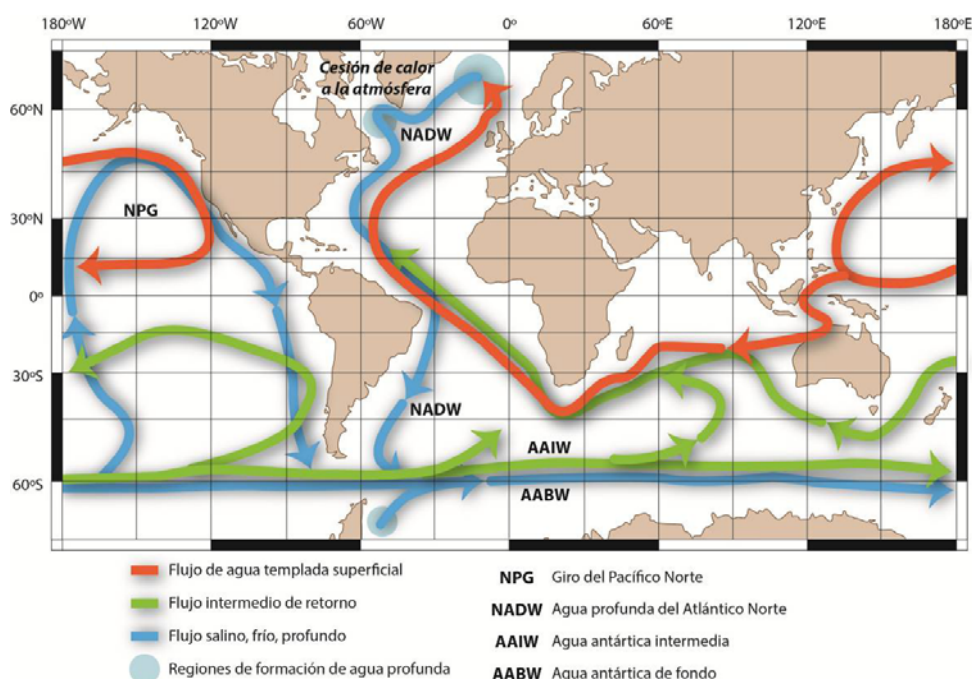 180ºW 120ºW 60ºW 0º 60ºE 120ºE 180ºE
Cesión de calor
a la atmósfera
60ºN
NADW
NPG
30ºN
0º
30ºS
NADW
AAIW
60ºS
AABW
Flujo de agua templada superficial
Flujo intermedio de retorno
Flujo salino, frío, profundo
Regiones de formación de agua profunda
NPG Giro del Pacífico Norte
NADW Agua profunda del Atlántico Norte
AAIW Agua antártica intermedia
AABW Agua antártica de fondo